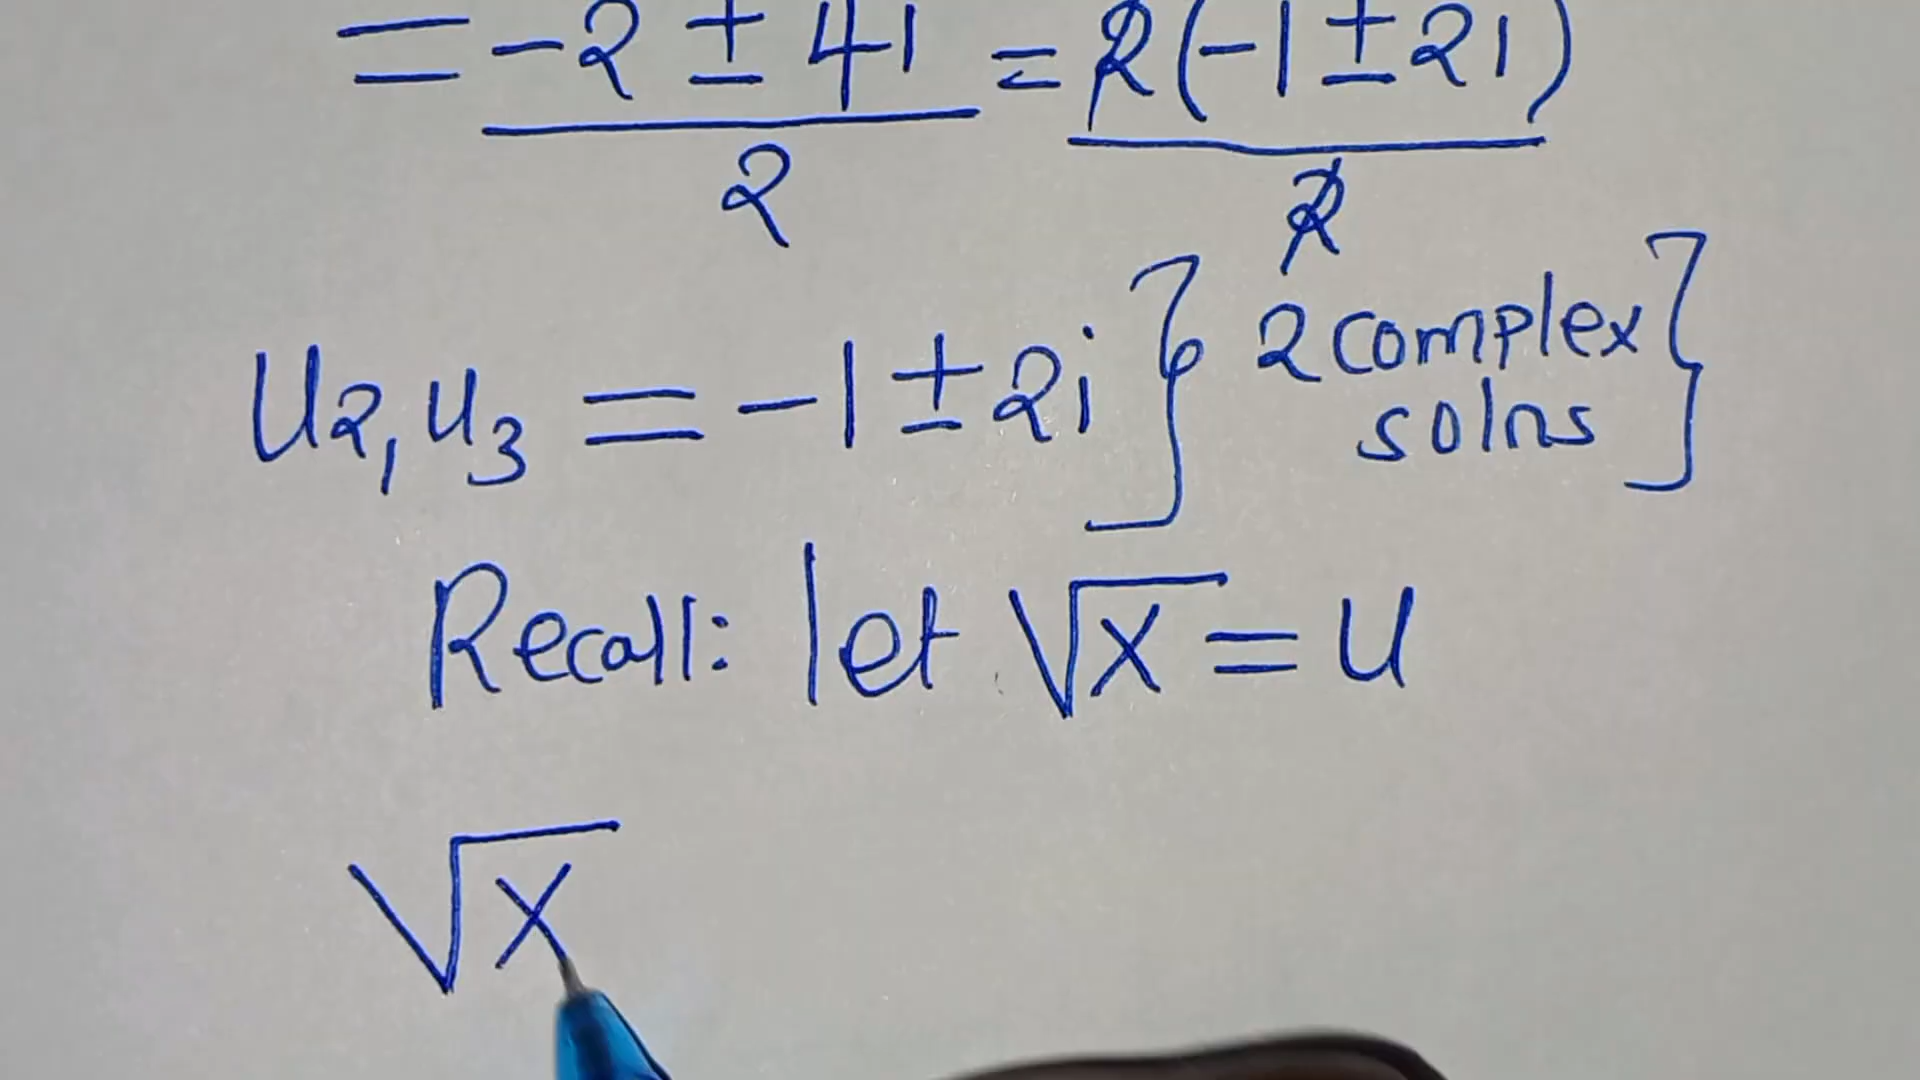 = -2 ± 4i / 2 = 2(-1 ± 2i) / 2
U2, U3 = -1 ± 2i } 2 complex solns }
Recall: let √x = U
√x